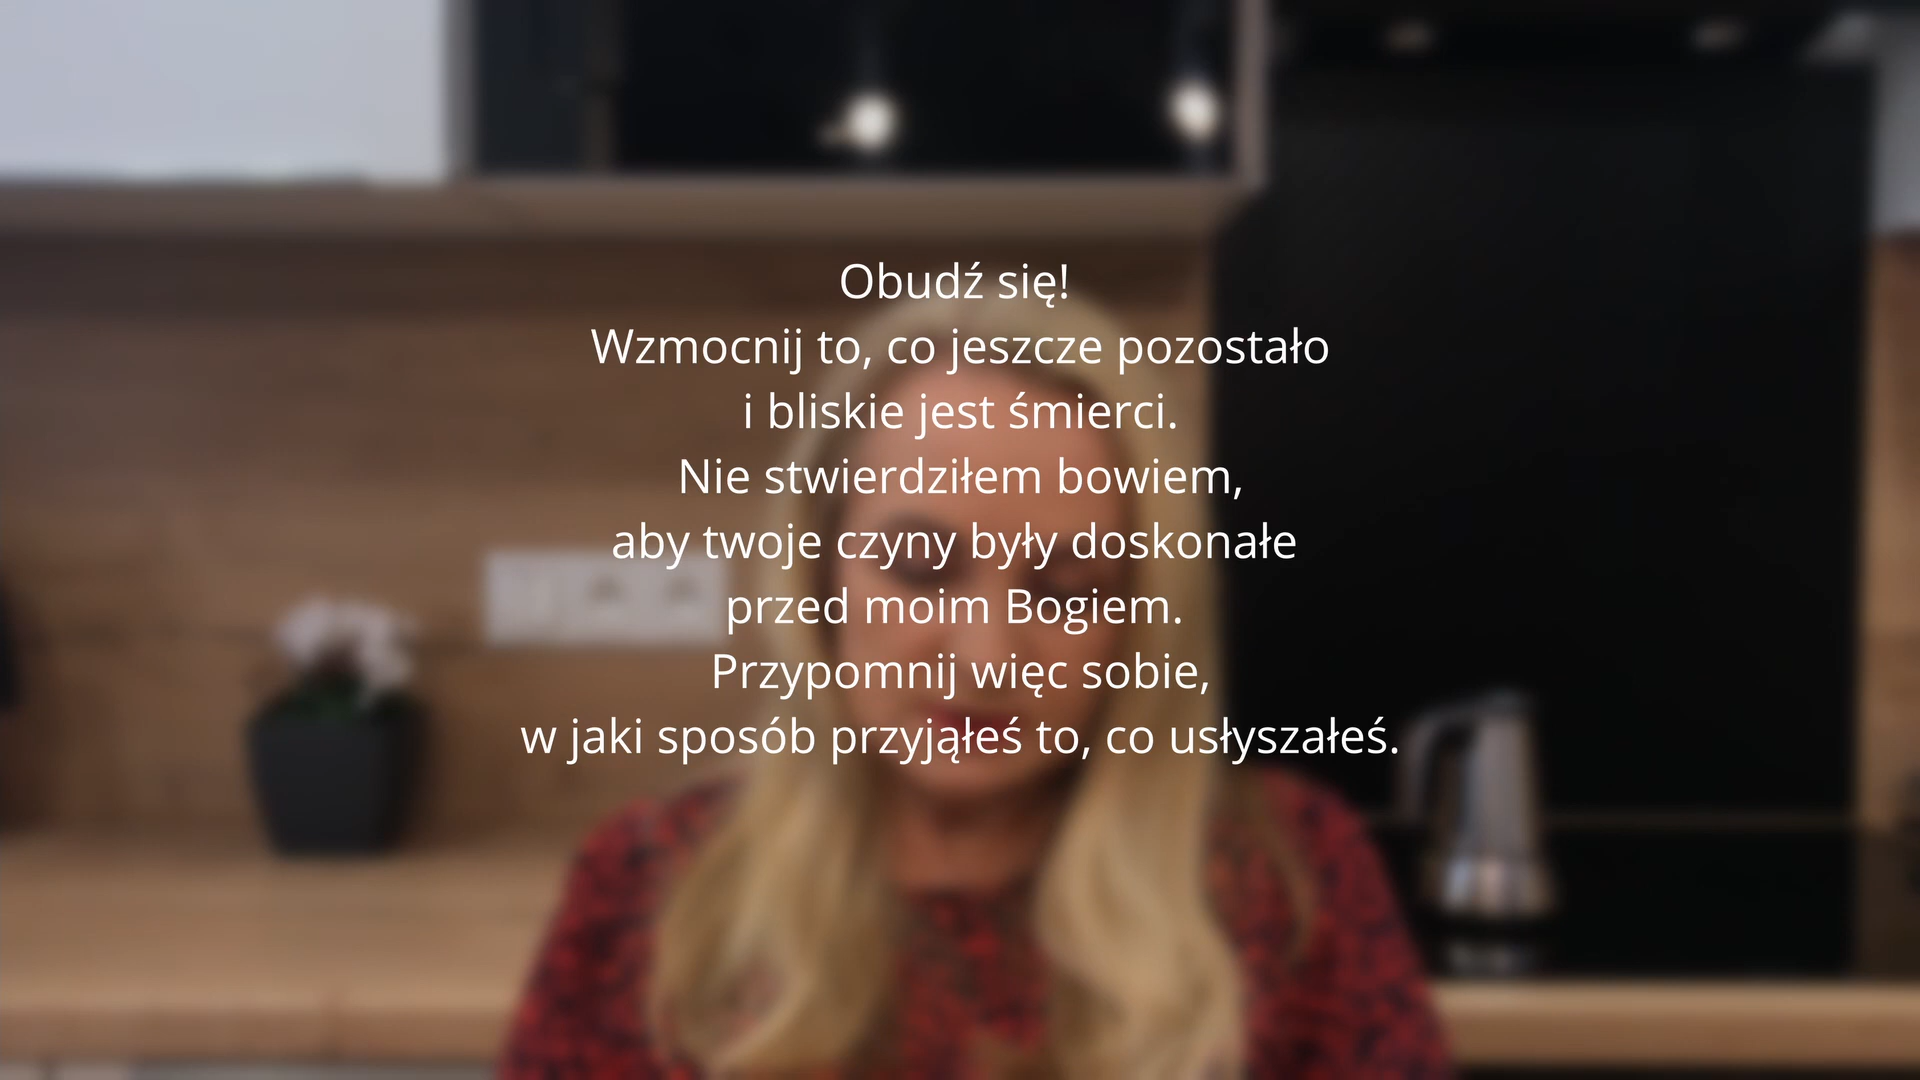 Obudź się!
Wzmocnij to, co jeszcze pozostało
i bliskie jest śmierci.
Nie stwierdziłem bowiem,
aby twoje czyny były doskonałe
przed moim Bogiem.
Przypomnij więc sobie,
w jaki sposób przyjąłeś to, co usłyszałeś.